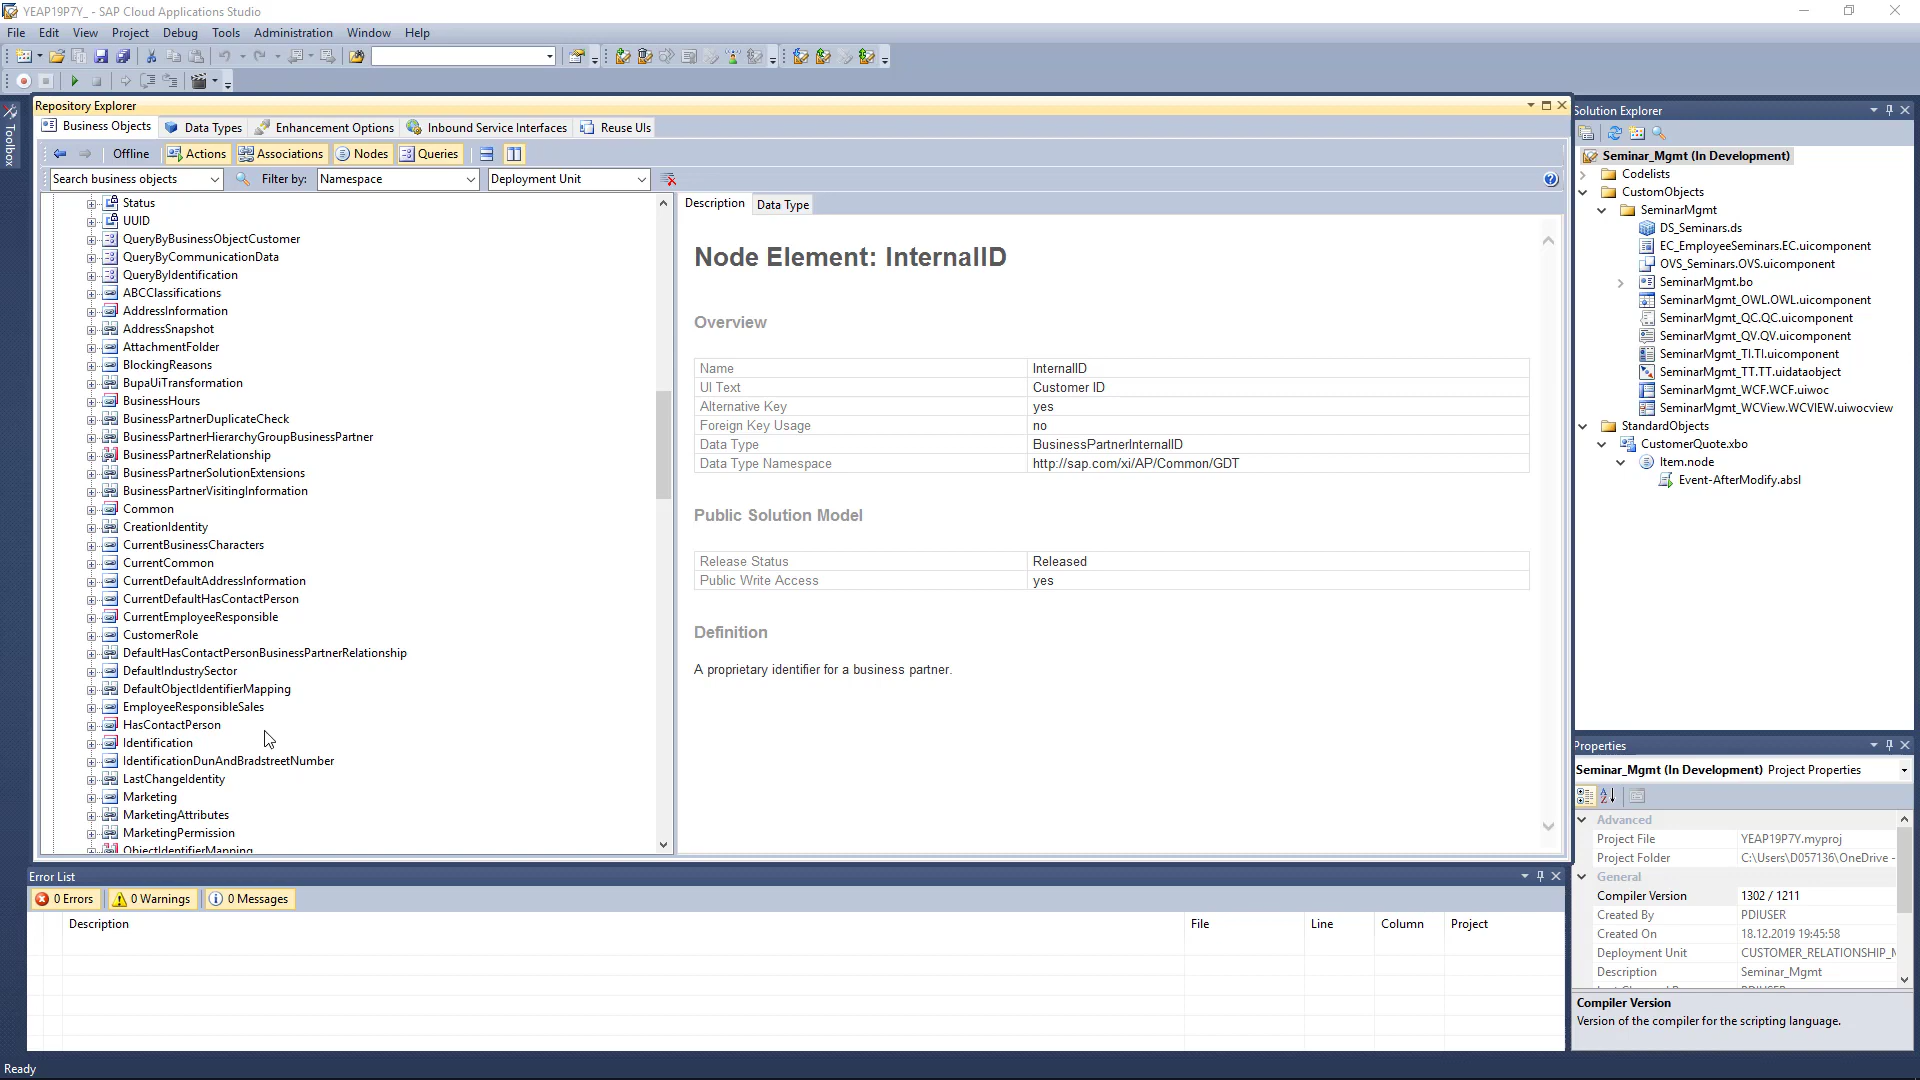 YEAP19P7Y_ - SAP Cloud Applications Studio
File Edit View Project Debug Tools Administration Window Help
Toolbox
Repository Explorer
Business Objects Data Types Enhancement Options Inbound Service Interfaces Reuse UIs
Offline Actions Associations Nodes Queries
Search business objects Filter by: Namespace Deployment Unit
Status
UUID
QueryByBusinessObjectCustomer
QueryByCommunicationData
QueryByIdentification
ABCClassifications
AddressInformation
AddressSnapshot
AttachmentFolder
BlockingReasons
BupaUiTransformation
BusinessHours
BusinessPartnerDuplicateCheck
BusinessPartnerHierarchyGroupBusinessPartner
BusinessPartnerRelationship
BusinessPartnerSolutionExtensions
BusinessPartnerVisitingInformation
Common
CreationIdentity
CurrentBusinessCharacters
CurrentCommon
CurrentDefaultAddressInformation
CurrentDefaultHasContactPerson
CurrentEmployeeResponsible
CustomerRole
DefaultHasContactPersonBusinessPartnerRelationship
DefaultIndustrySector
DefaultObjectIdentifierMapping
EmployeeResponsibleSales
HasContactPerson
Identification
IdentificationDunAndBradstreetNumber
LastChangeIdentity
Marketing
MarketingAttributes
MarketingPermission
ObjectIdentifierMapping
Description Data Type
Node Element: InternalID
Overview
Name InternalID
UI Text Customer ID
Alternative Key yes
Foreign Key Usage no
Data Type BusinessPartnerInternalID
Data Type Namespace http://sap.com/xi/AP/Common/GDT
Public Solution Model
Release Status Released
Public Write Access yes
Definition
A proprietary identifier for a business partner.
Solution Explorer
Seminar_Mgmt (In Development)
Codelists
CustomObjects
SeminarMgmt
DS_Seminars.ds
EC_EmployeeSeminars.EC.uicomponent
OVS_Seminars.OVS.uicomponent
SeminarMgmt.bo
SeminarMgmt_OWL.OWL.uicomponent
SeminarMgmt_QC.QC.uicomponent
SeminarMgmt_QV.QV.uicomponent
SeminarMgmt_TI.TI.uicomponent
SeminarMgmt_TT.TT.uidataobject
SeminarMgmt_WCF.WCF.uiwoc
SeminarMgmt_WCView.WCVIEW.uiwocview
StandardObjects
CustomerQuote.xbo
Item.node
Event-AfterModify.absl
Properties
Seminar_Mgmt (In Development) Project Properties
Advanced
Project File YEAP19P7Y.myproj
Project Folder C:\Users\D057136\OneDrive -
General
Compiler Version 1302 / 1211
Created By PDIUSER
Created On 18.12.2019 19:45:58
Deployment Unit CUSTOMER_RELATIONSHIP_M
Description Seminar_Mgmt
Compiler Version
Version of the compiler for the scripting language.
Error List
0 Errors 0 Warnings 0 Messages
Description File Line Column Project
Ready